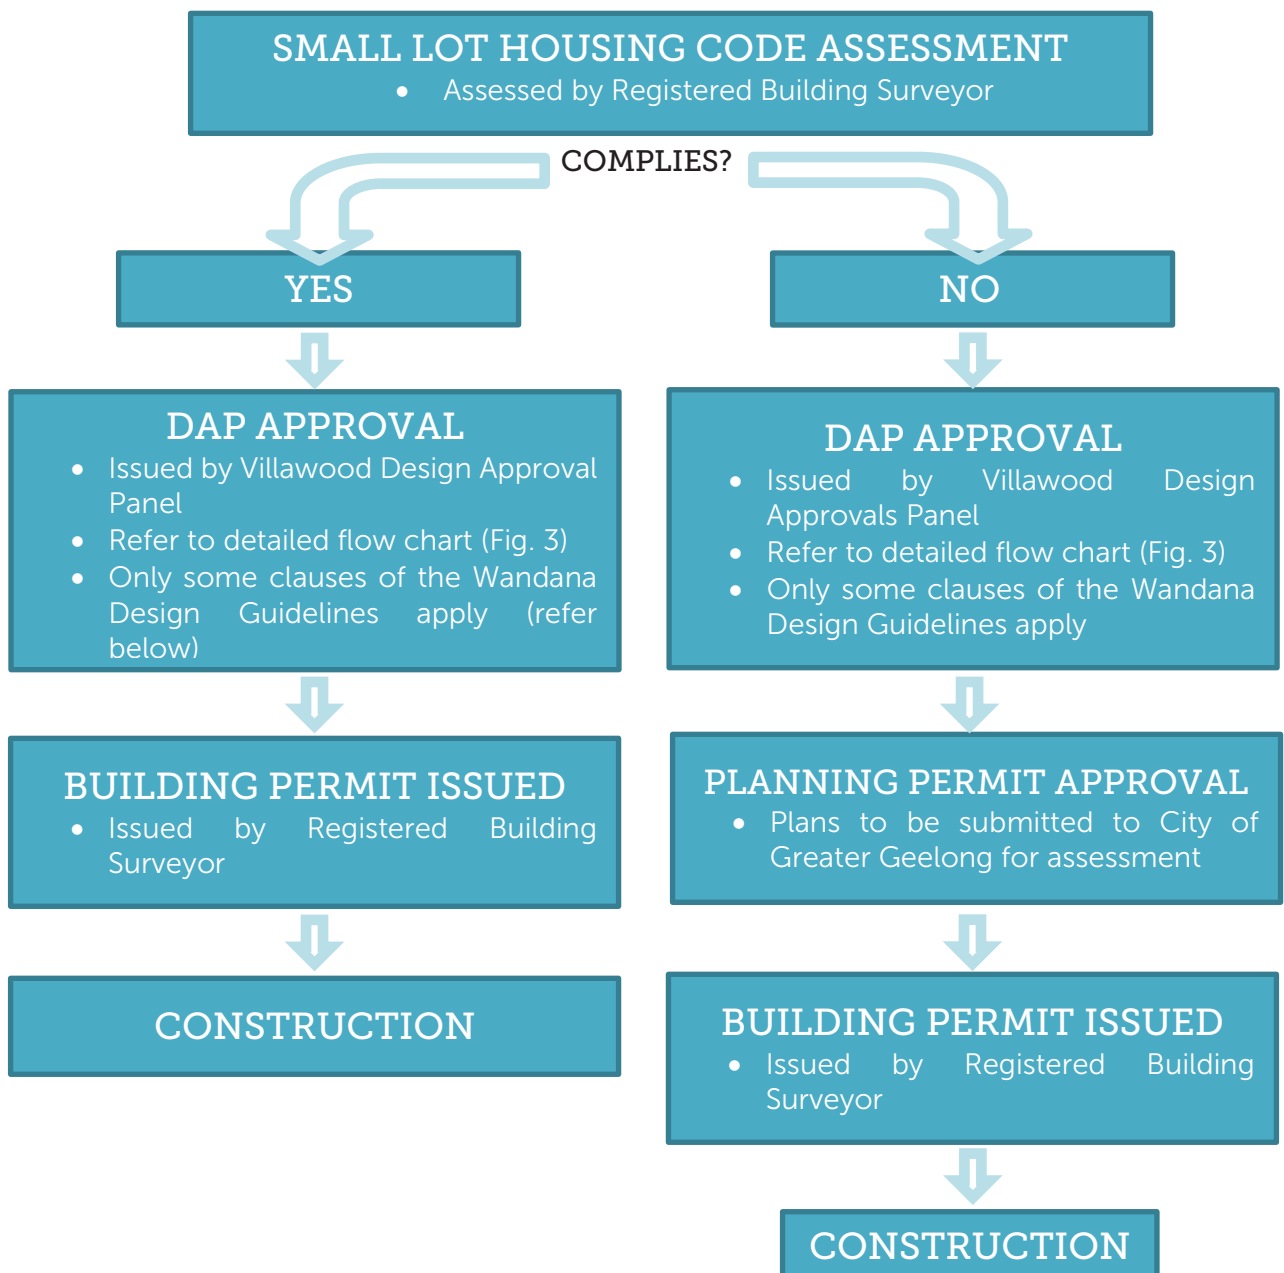 SMALL LOT HOUSING CODE ASSESSMENT
• Assessed by Registered Building Surveyor
COMPLIES?
YES
NO
DAP APPROVAL
• Issued by Villawood Design Approval
Panel
• Refer to detailed flow chart (Fig. 3)
• Only some clauses of the Wandana
Design Guidelines apply (refer
below)
DAP APPROVAL
• Issued by Villawood Design
Approvals Panel
• Refer to detailed flow chart (Fig. 3)
• Only some clauses of the Wandana
Design Guidelines apply
BUILDING PERMIT ISSUED
• Issued by Registered Building
Surveyor
PLANNING PERMIT APPROVAL
• Plans to be submitted to City of
Greater Geelong for assessment
CONSTRUCTION
BUILDING PERMIT ISSUED
• Issued by Registered Building
Surveyor
CONSTRUCTION